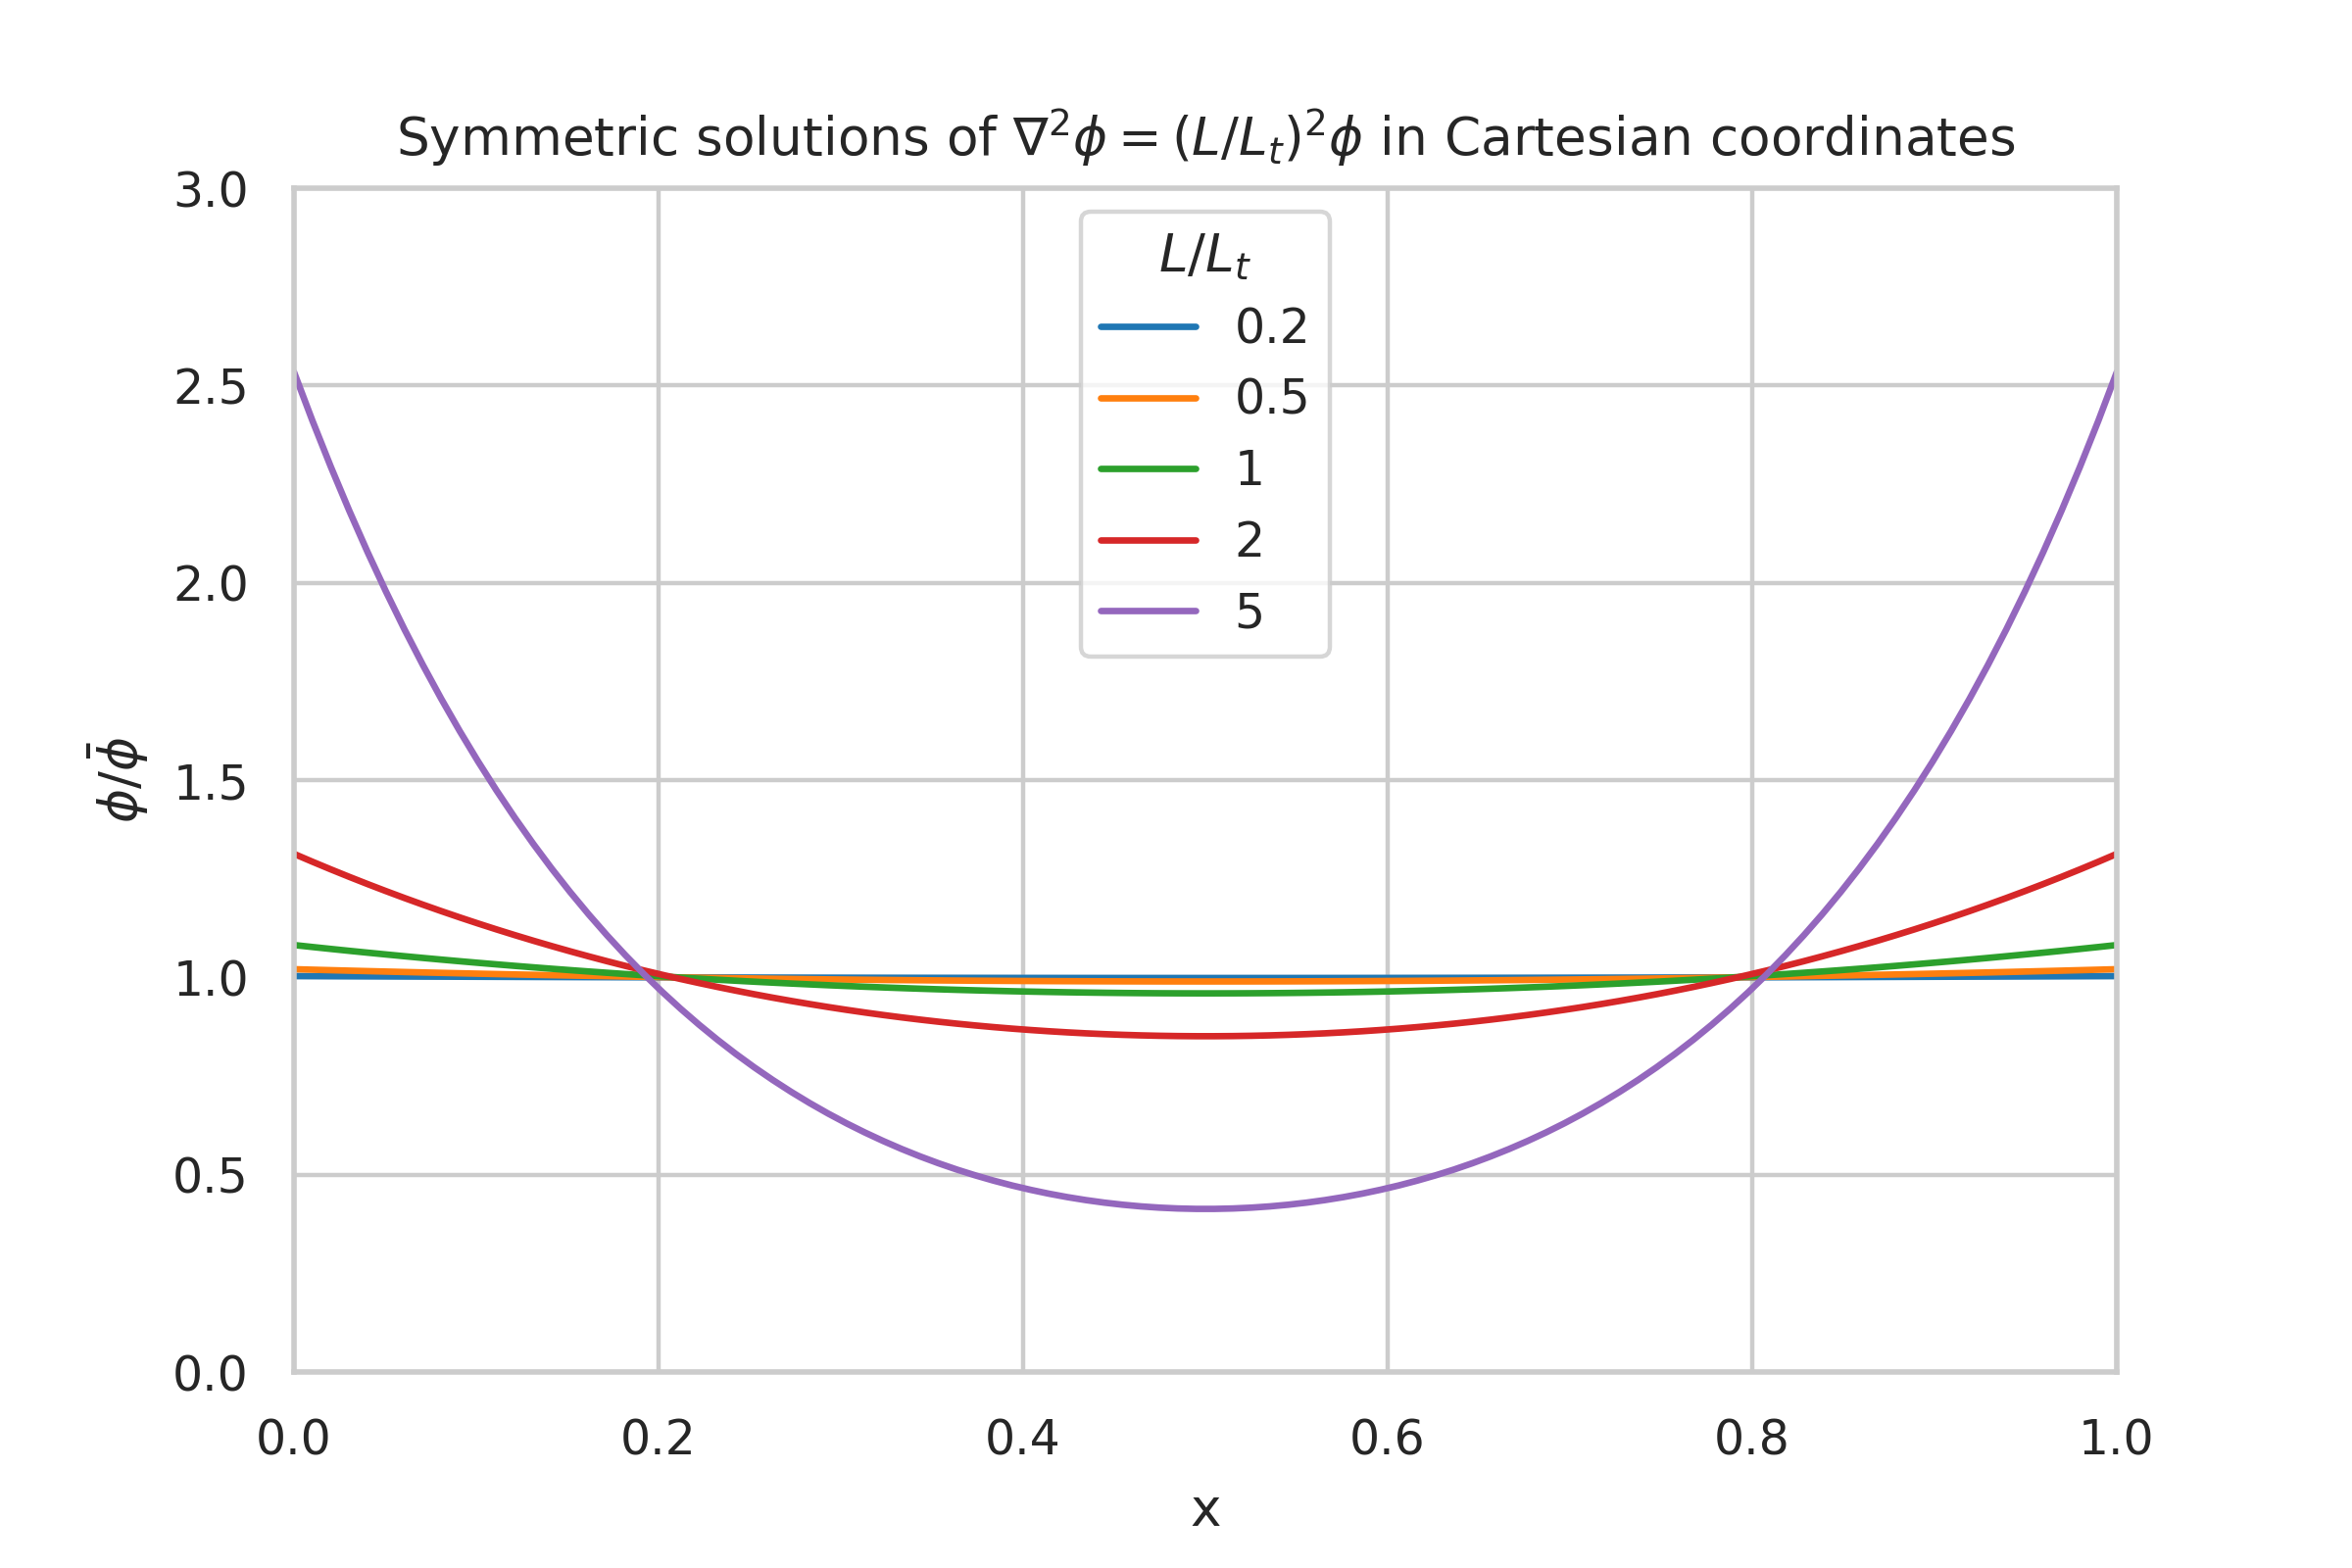 Symmetric solutions of ∇²ϕ = (L/Lₜ)²ϕ in Cartesian coordinates
3.0
2.5
2.0
1.5
1.0
0.5
0.0
ϕ/ϕ̄
L/Lₜ
0.2
0.5
1
2
5
0.0 0.2 0.4 0.6 0.8 1.0
x